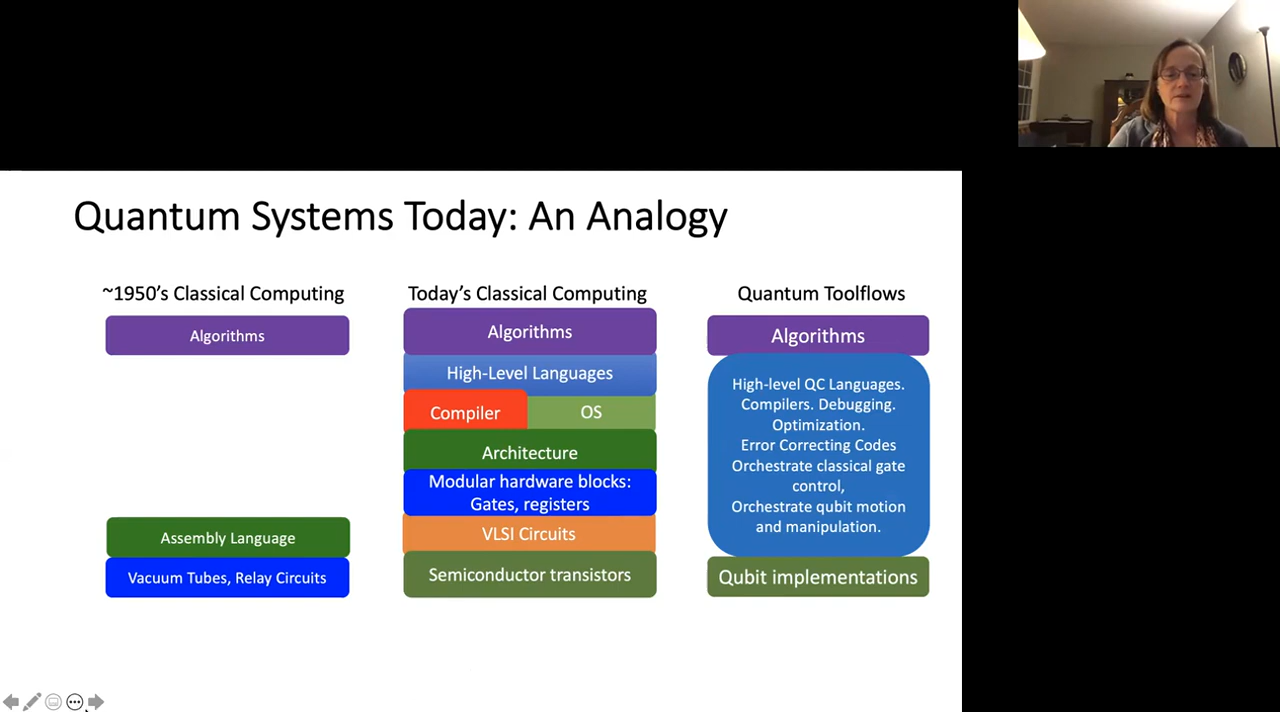 Quantum Systems Today: An Analogy
~1950's Classical Computing
Algorithms
Assembly Language
Vacuum Tubes, Relay Circuits
Today's Classical Computing
Algorithms
High-Level Languages
Compiler
OS
Architecture
Modular hardware blocks:
Gates, registers
VLSI Circuits
Semiconductor transistors
Quantum Toolflows
Algorithms
High-level QC Languages.
Compilers. Debugging.
Optimization.
Error Correcting Codes
Orchestrate classical gate
control,
Orchestrate qubit motion
and manipulation.
Qubit implementations